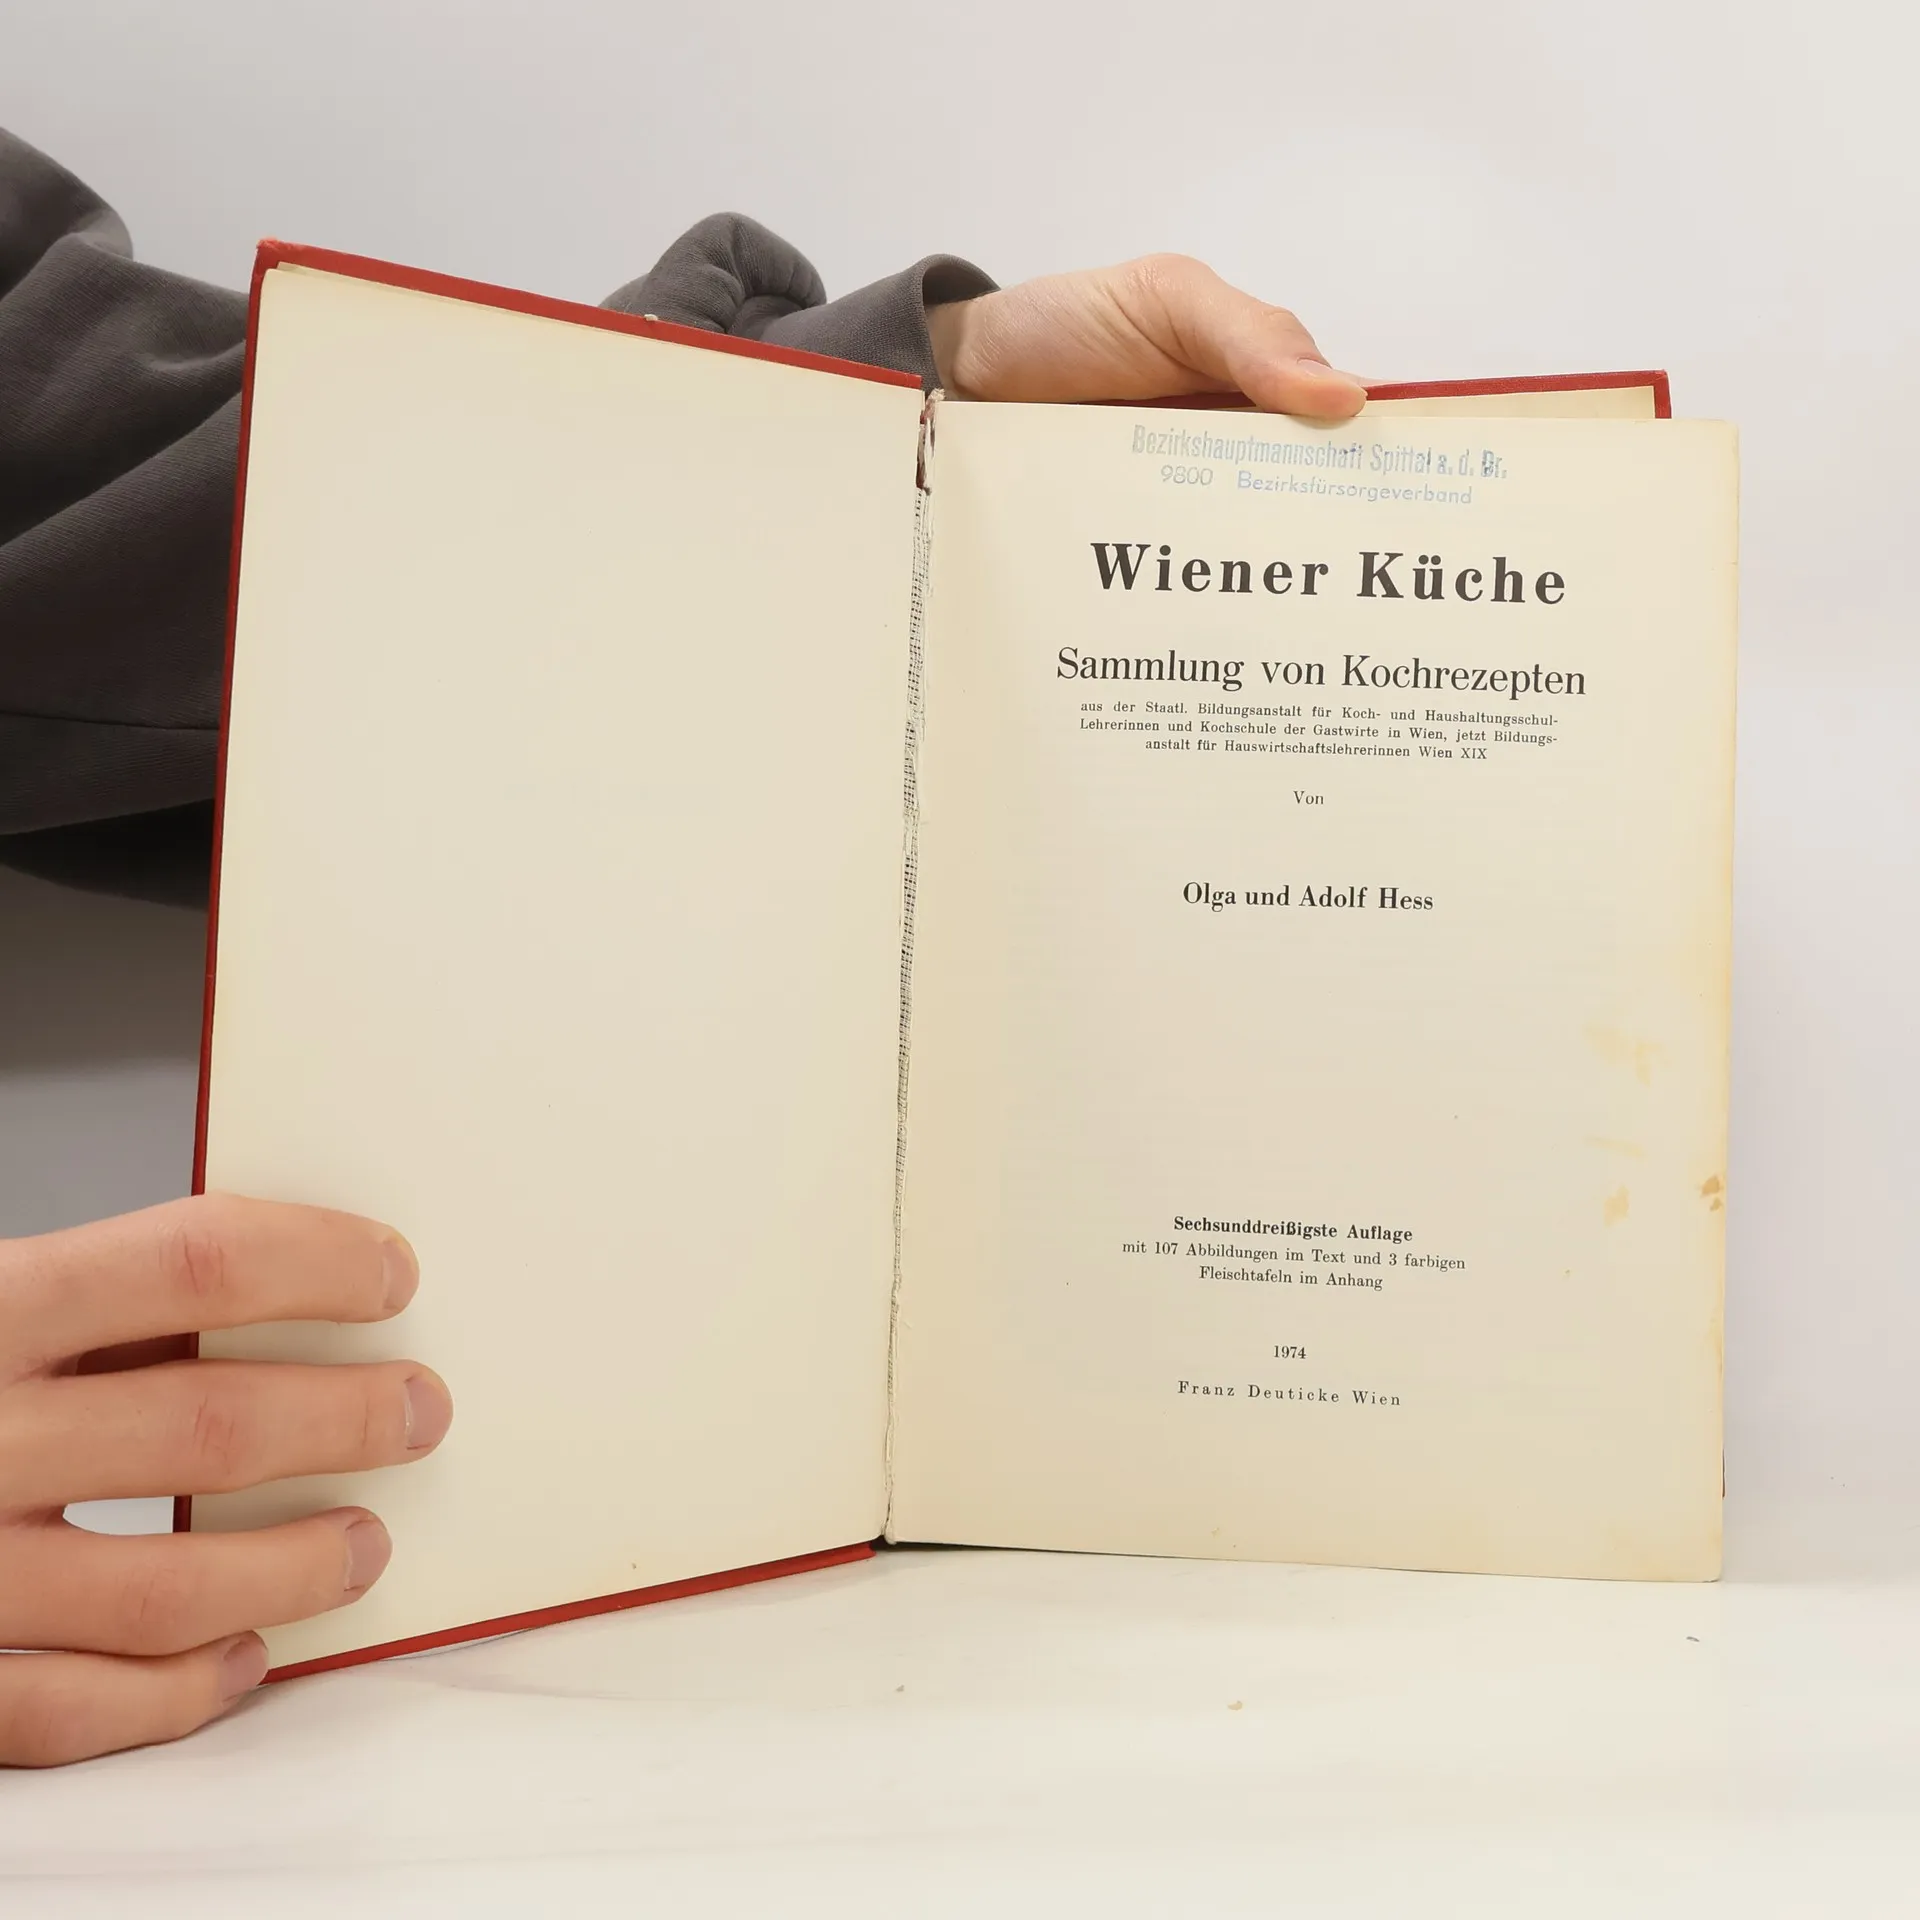 Bezirkshauptmannschaft Spittal a. d. Dr.
9800 Bezirksfürsorgeverband
Wiener Küche
Sammlung von Kochrezepten
aus der Staatl. Bildungsanstalt für Koch- und Haushaltungsschul-
Lehrerinnen und Kochschule der Gastwirte in Wien, jetzt Bildungs-
anstalt für Hauswirtschaftslehrerinnen Wien XIX
Von
Olga und Adolf Hess
Sechsunddreißigste Auflage
mit 107 Abbildungen im Text und 3 farbigen
Fleischtafeln im Anhang
1974
Franz Deuticke Wien